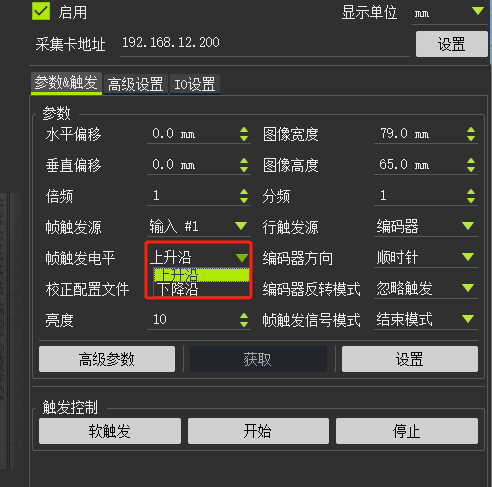 启用 显示单位 mm
采集卡地址 192.168.12.200 设置
参数&触发 高级设置 IO设置
参数
水平偏移 0.0 mm 图像宽度 79.0 mm
垂直偏移 0.0 mm 图像高度 65.0 mm
倍频 1 分频 1
帧触发源 输入 #1 行触发源 编码器
帧触发电平 上升沿 编码器方向 顺时针
上升沿
校正配置文件 下降沿 编码器反转模式 忽略触发
亮度 10 帧触发信号模式 结束模式
高级参数 获取 设置
触发控制
软触发 开始 停止